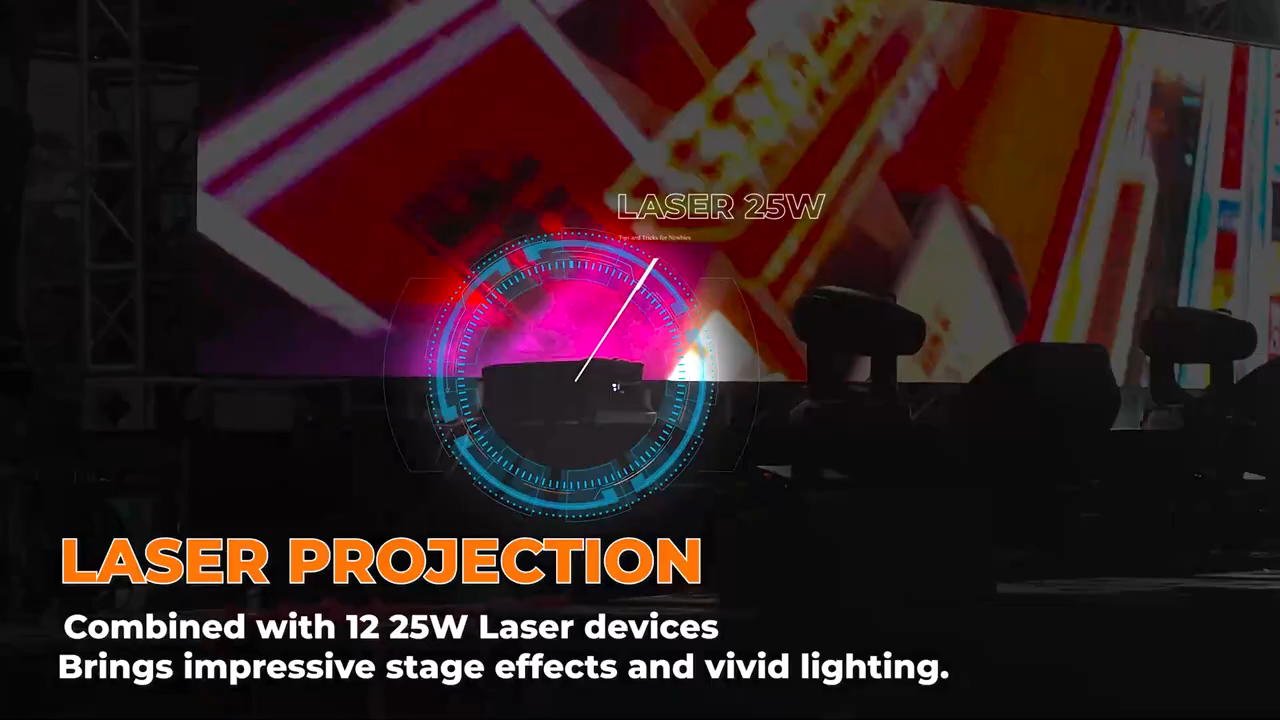 LASER 25W
Tips and Tricks for Newbies
LASER PROJECTION
Combined with 12 25W Laser devices
Brings impressive stage effects and vivid lighting.